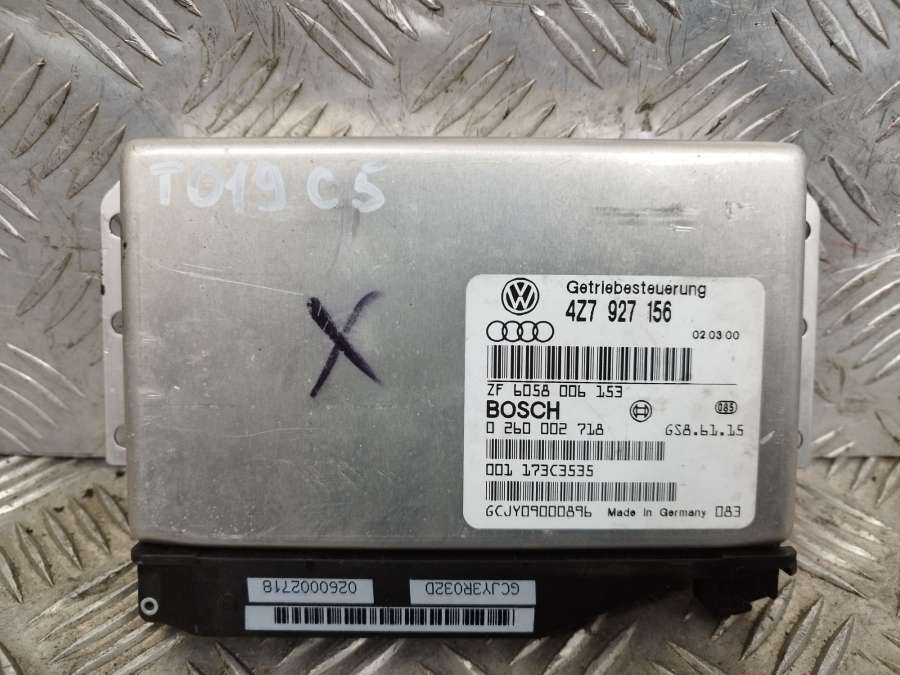 T019 C5
X
Getriebesteuerung
4Z7 927 156
02.03.00
ZF 6058 006 153
BOSCH
085
0 260 002 718 GS8.61.15
001 173C3535
GCJY09000896 Made in Germany 083
0260002718
GCJY3R032D